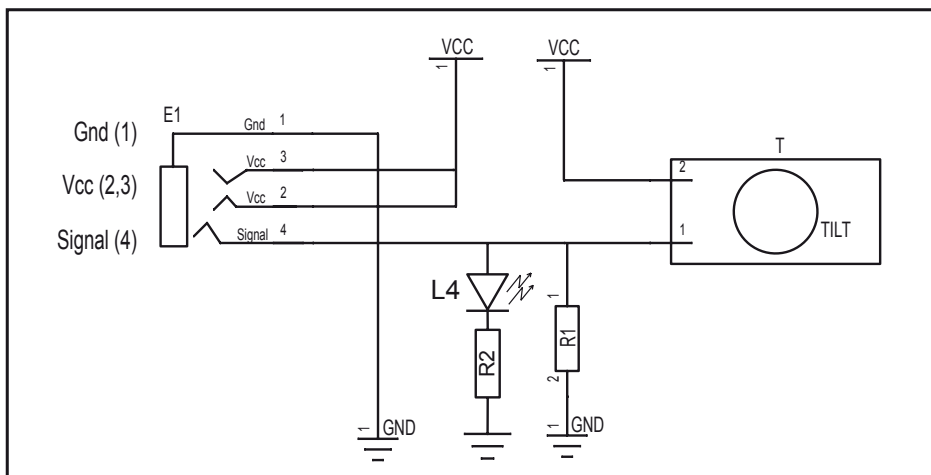 VCC
1
VCC
1
E1
Gnd (1)
Gnd 1
T
Vcc 3
2
Vcc (2,3)
Vcc 2
TILT
Signal (4)
Signal 4
1
L4
1
R1
R2
2
1 GND
1 GND